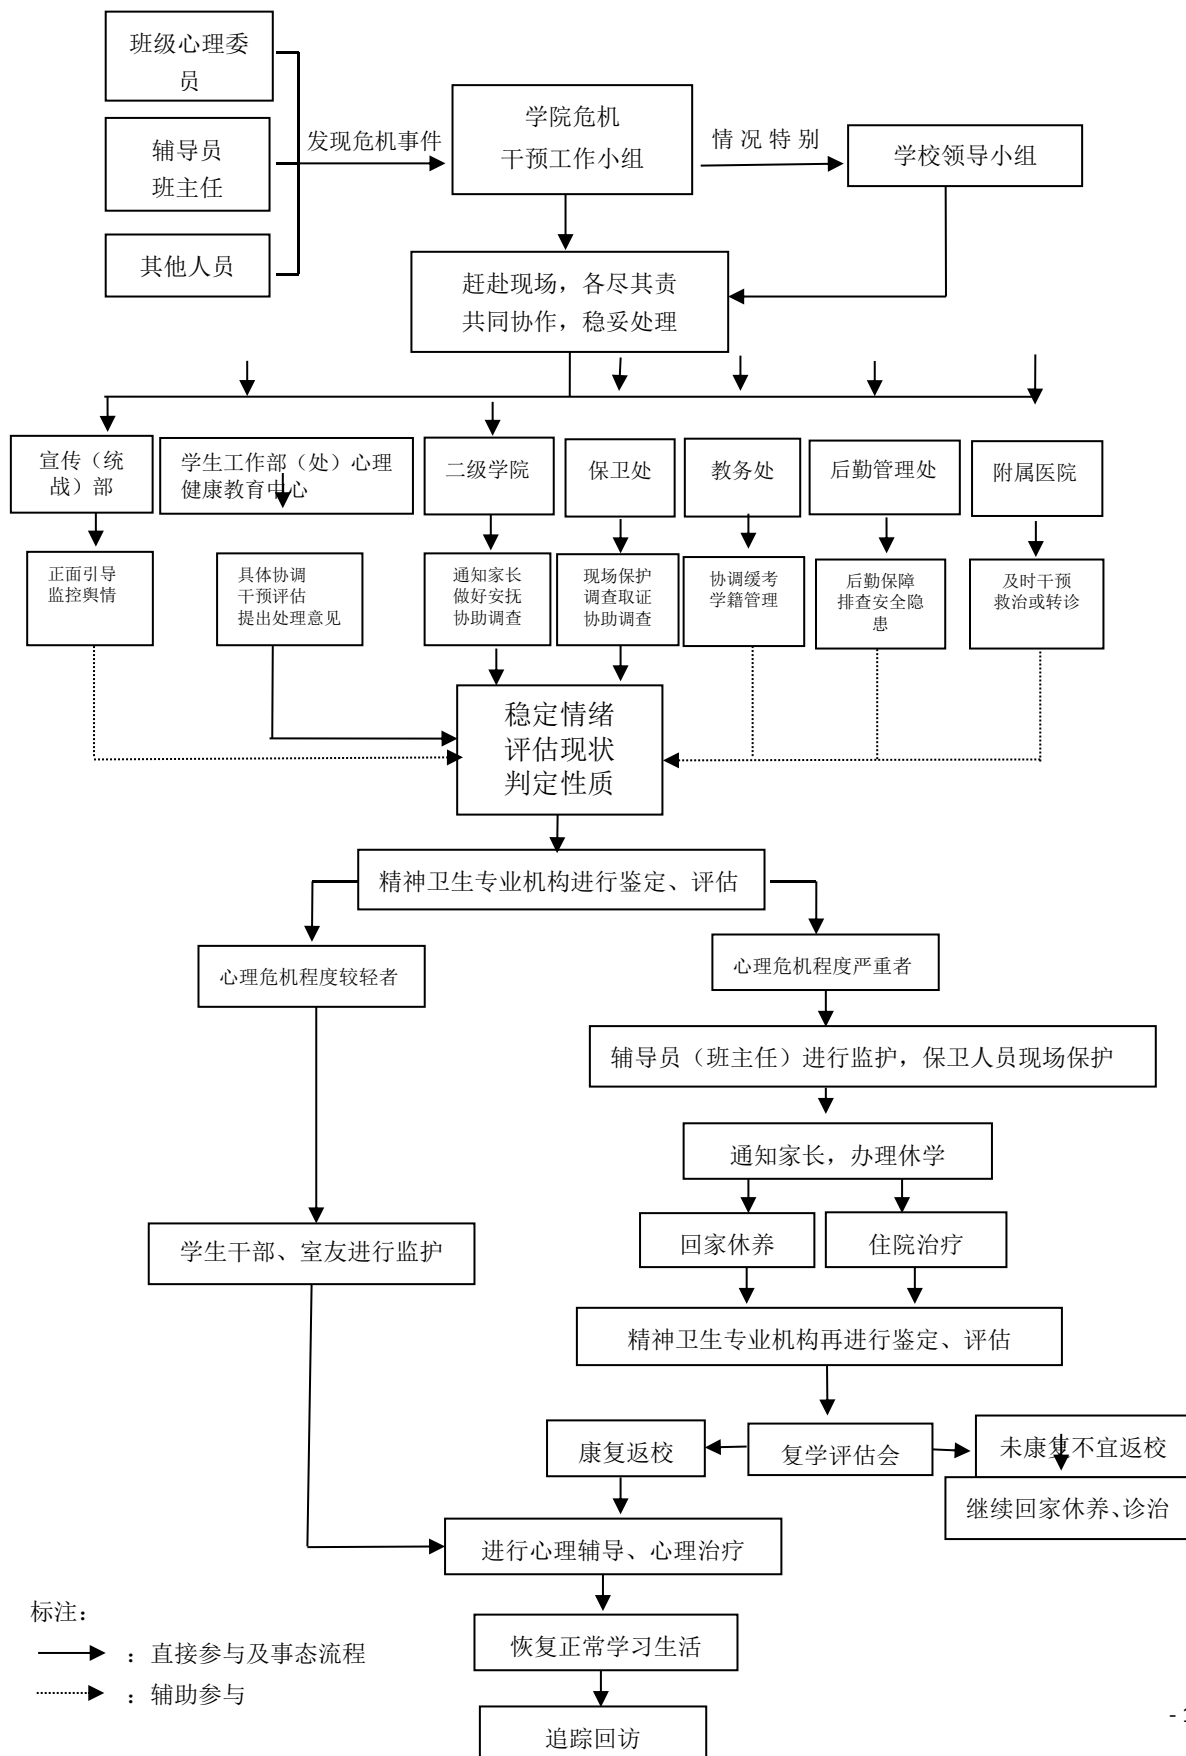 班级心理委
员
辅导员
班主任
其他人员
发现危机事件
学院危机
干预工作小组
情况特别
学校领导小组
赶赴现场，各尽其责
共同协作，稳妥处理
宣传（统
战）部
学生工作部（处）心理
健康教育中心
二级学院
保卫处
教务处
后勤管理处
附属医院
正面引导
监控舆情
具体协调
干预评估
提出处理意见
通知家长
做好安抚
协助调查
现场保护
调查取证
协助调查
协调缓考
学籍管理
后勤保障
排查安全隐
患
及时干预
救治或转诊
稳定情绪
评估现状
判定性质
精神卫生专业机构进行鉴定、评估
心理危机程度较轻者
心理危机程度严重者
辅导员（班主任）进行监护，保卫人员现场保护
通知家长，办理休学
学生干部、室友进行监护
回家休养
住院治疗
精神卫生专业机构再进行鉴定、评估
康复返校
复学评估会
未康复不宜返校
继续回家休养、诊治
进行心理辅导、心理治疗
标注：
：直接参与及事态流程
：辅助参与
恢复正常学习生活
追踪回访